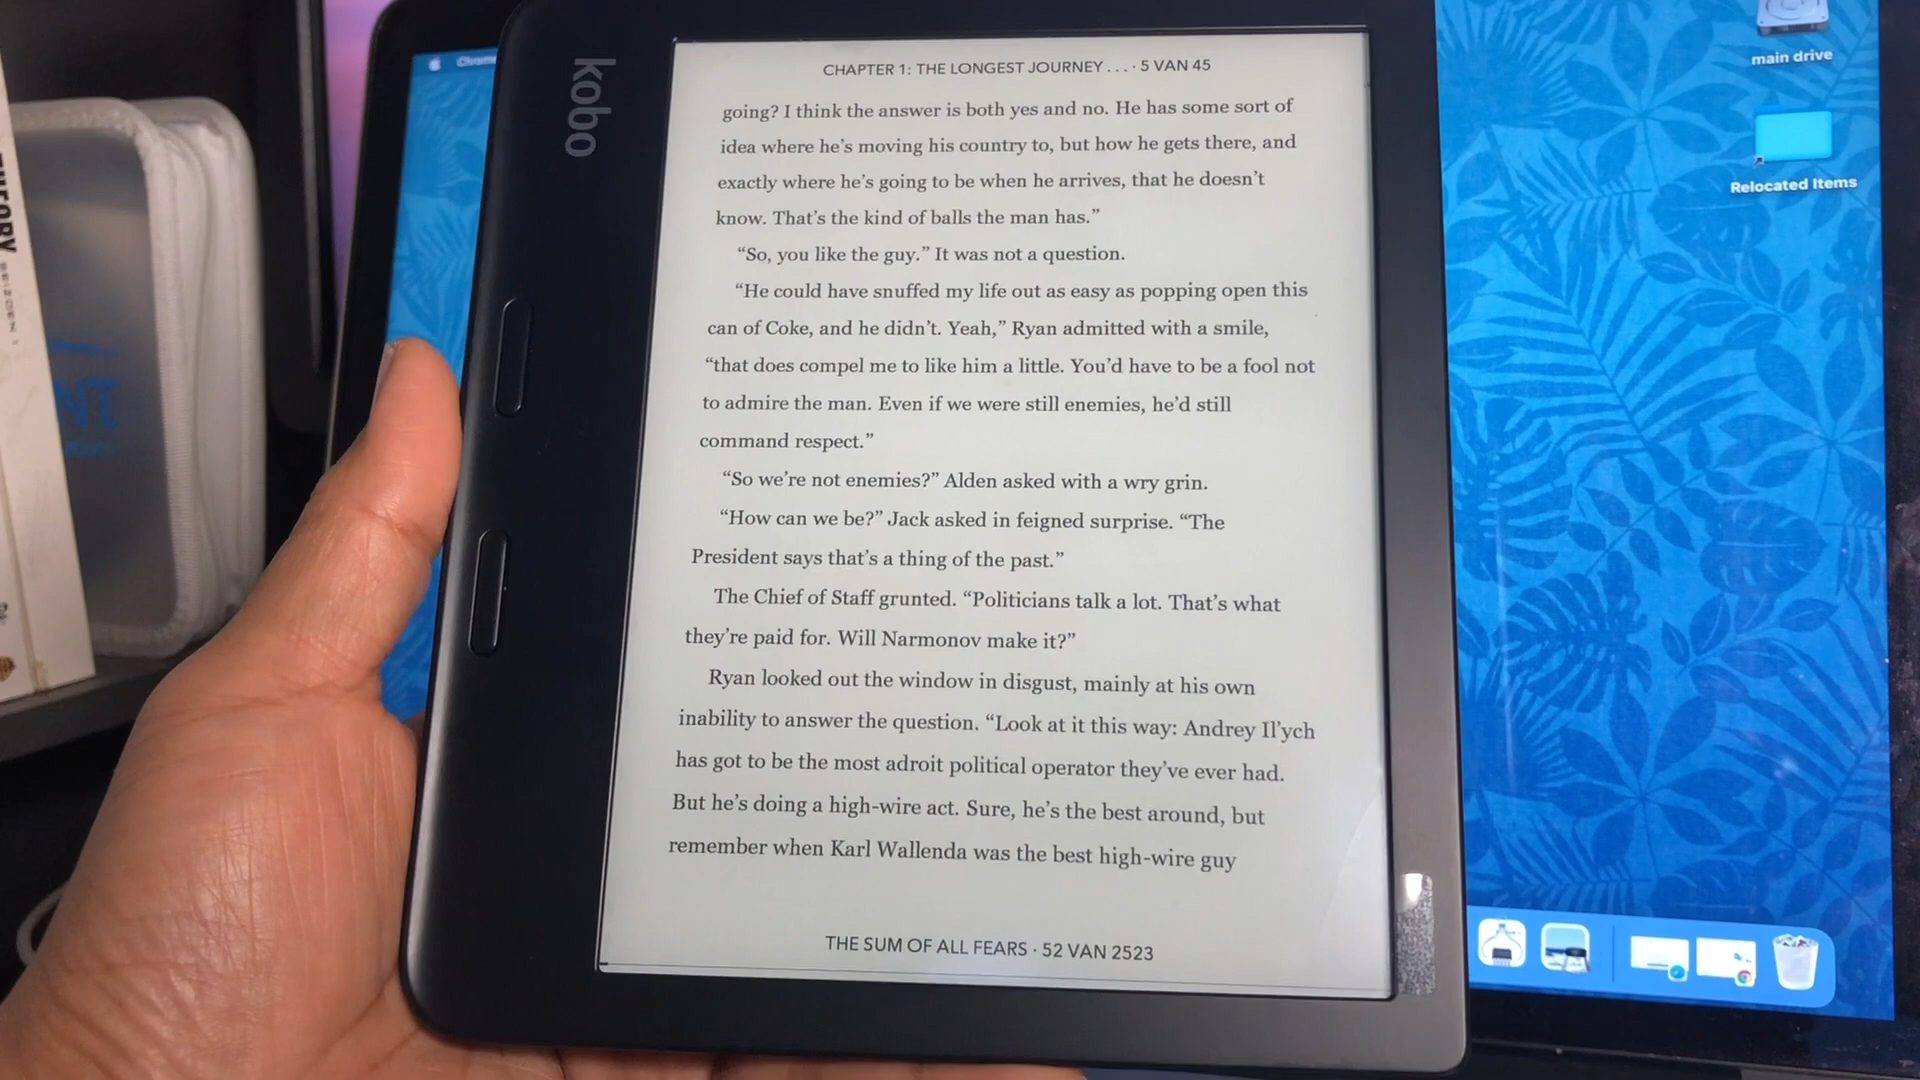 kobo
CHAPTER 1: THE LONGEST JOURNEY . . . · 5 VAN 45
going? I think the answer is both yes and no. He has some sort of
idea where he’s moving his country to, but how he gets there, and
exactly where he’s going to be when he arrives, that he doesn’t
know. That’s the kind of balls the man has.”
“So, you like the guy.” It was not a question.
“He could have snuffed my life out as easy as popping open this
can of Coke, and he didn’t. Yeah,” Ryan admitted with a smile,
“that does compel me to like him a little. You’d have to be a fool not
to admire the man. Even if we were still enemies, he’d still
command respect.”
“So we’re not enemies?” Alden asked with a wry grin.
“How can we be?” Jack asked in feigned surprise. “The
President says that’s a thing of the past.”
The Chief of Staff grunted. “Politicians talk a lot. That’s what
they’re paid for. Will Narmonov make it?”
Ryan looked out the window in disgust, mainly at his own
inability to answer the question. “Look at it this way: Andrey Il’ych
has got to be the most adroit political operator they’ve ever had.
But he’s doing a high-wire act. Sure, he’s the best around, but
remember when Karl Wallenda was the best high-wire guy
THE SUM OF ALL FEARS · 52 VAN 2523
main drive
Relocated Items